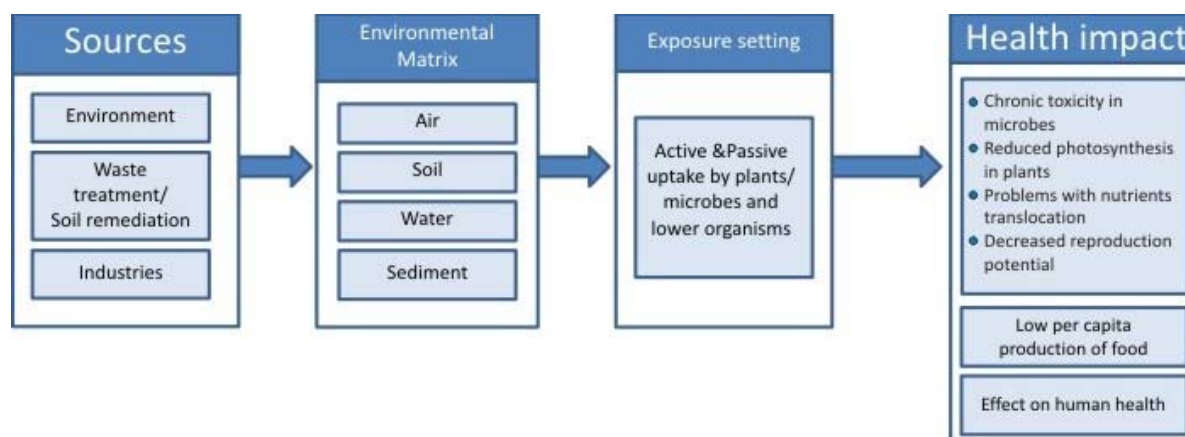 Sources
Environment
Waste
treatment/
Soil remediation
Industries
Environmental
Matrix
Air
Soil
Water
Sediment
Exposure setting
Active &Passive
uptake by plants/
microbes and
lower organisms
Health impact
Chronic toxicity in
microbes
Reduced photosynthesis
in plants
Problems with nutrients
translocation
Decreased reproduction
potential
Low per capita
production of food
Effect on human health